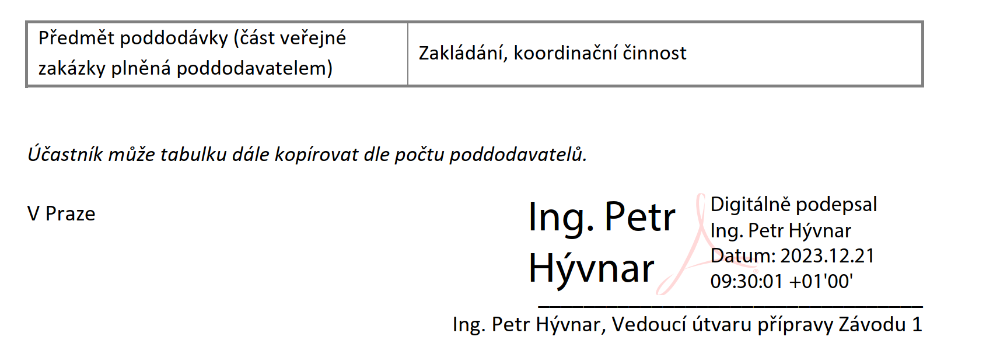 Předmět poddodávky (část veřejné
zakázky plněná poddodavatelem)
Zakládání, koordinační činnost
Účastník může tabulku dále kopírovat dle počtu poddodavatelů.
V Praze
Ing. Petr
Hývnar
Digitálně podepsal
Ing. Petr Hývnar
Datum: 2023.12.21
09:30:01 +01'00'
Ing. Petr Hývnar, Vedoucí útvaru přípravy Závodu 1